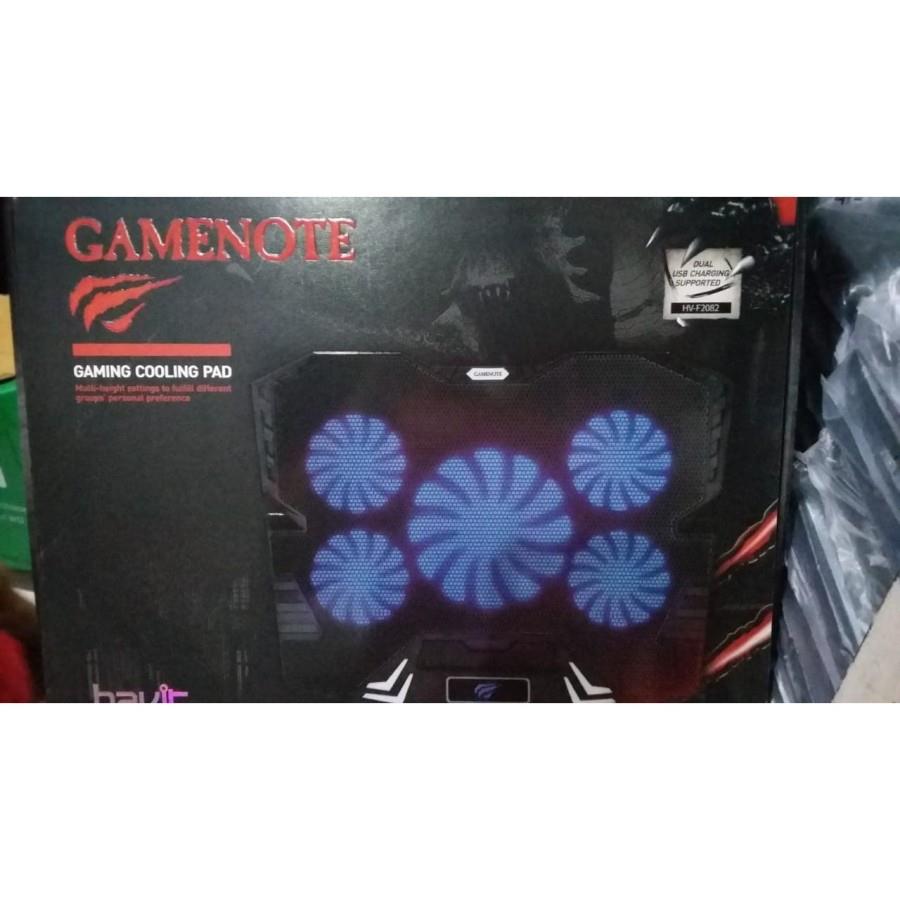 GAMENOTE
GAMING COOLING PAD
Multi-height settings to fulfill different
groups' personal preference
DUAL
USB CHARGING
SUPPORTED
HV-F2082
GAMENOTE
havit